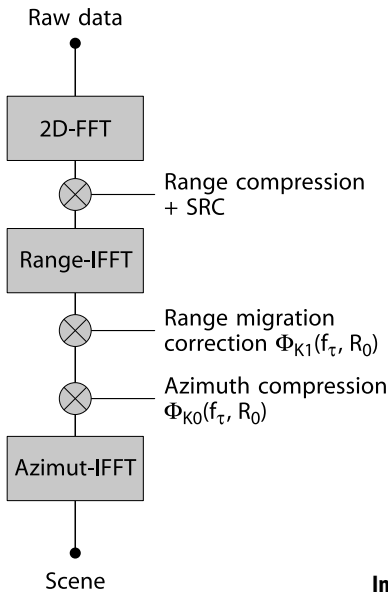 Raw data
2D-FFT
Range compression
+ SRC
Range-IFFT
Range migration
correction Φ_K1(f_τ, R_0)
Azimuth compression
Φ_K0(f_τ, R_0)
Azimut-IFFT
Scene
In